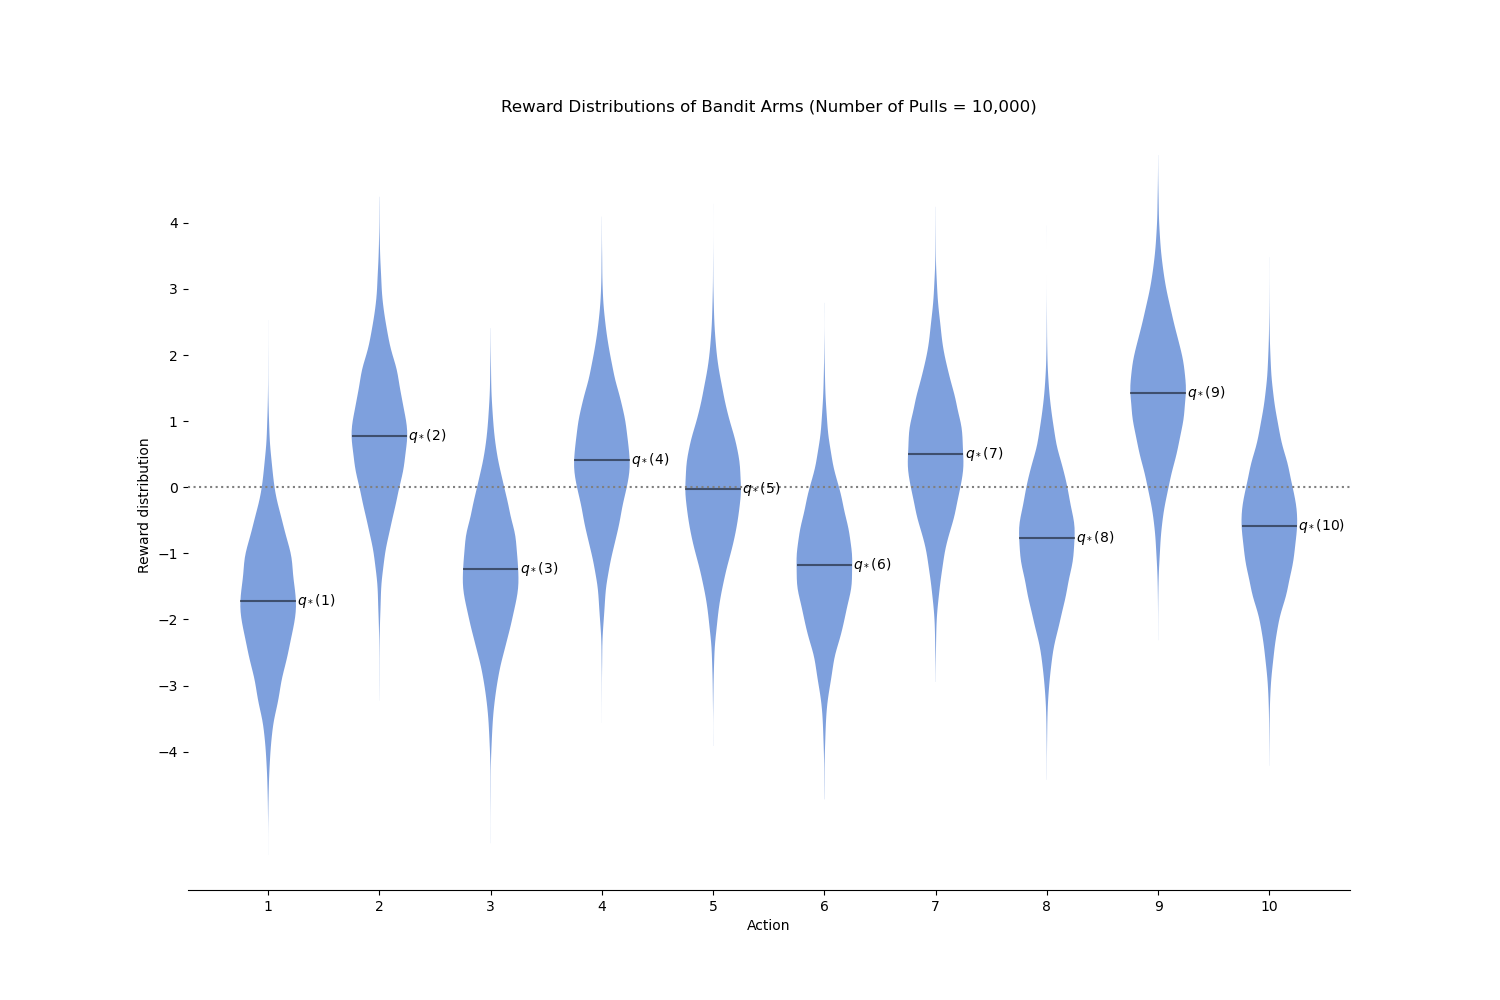 Reward Distributions of Bandit Arms (Number of Pulls = 10,000)
Reward distribution
4
3
2
1
0
−1
−2
−3
−4
q*(1)
q*(2)
q*(3)
q*(4)
q*(5)
q*(6)
q*(7)
q*(8)
q*(9)
q*(10)
1 2 3 4 5 6 7 8 9 10
Action